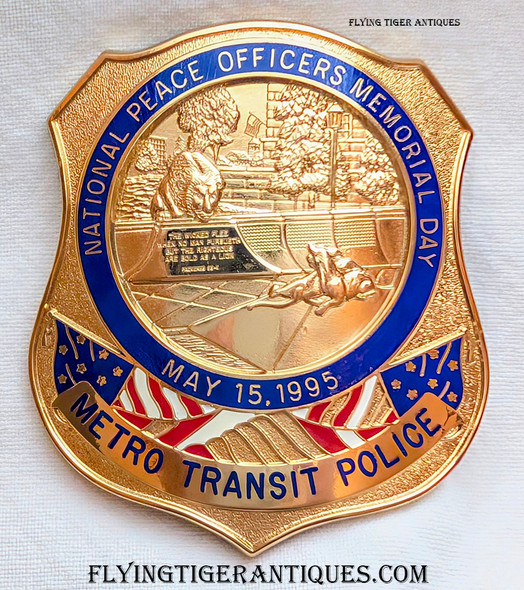 FLYING TIGER ANTIQUES
NATIONAL PEACE OFFICERS MEMORIAL DAY
THE WICKED FLEE
WHEN NO MAN PURSUETH
BUT THE RIGHTEOUS
ARE BOLD AS A LION
MAY 15, 1995
METRO TRANSIT POLICE
FLYINGTIGERANTIQUES.COM